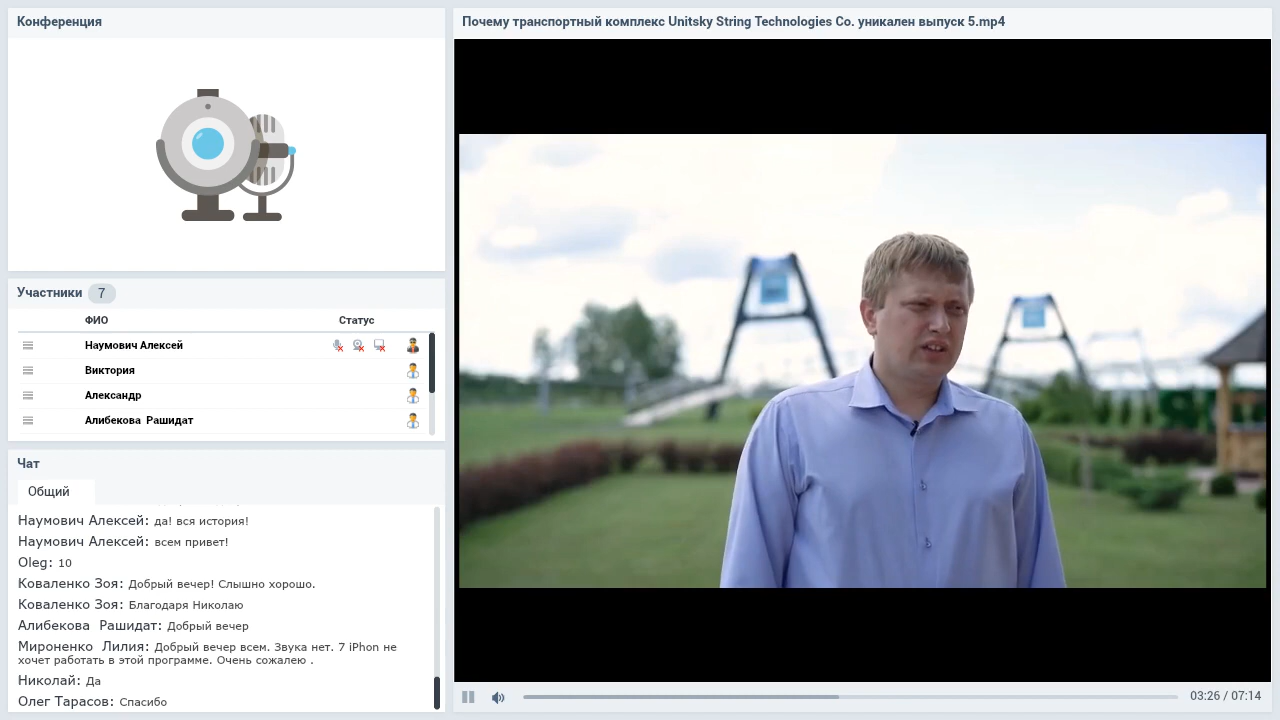 Конференция
Почему транспортный комплекс Unitsky String Technologies Co. уникален выпуск 5.mp4
Участники 7
ФИО Статус
Наумович Алексей
Виктория
Александр
Алибекова Рашидат
Чат
Общий
Наумович Алексей: да! вся история!
Наумович Алексей: всем привет!
Oleg: 10
Коваленко Зоя: Добрый вечер! Слышно хорошо.
Коваленко Зоя: Благодаря Николаю
Алибекова Рашидат: Добрый вечер
Мироненко Лилия: Добрый вечер всем. Звука нет. 7 iPhon не
хочет работать в этой программе. Очень сожалею .
Николай: Да
Олег Тарасов: Спасибо
03:26 / 07:14